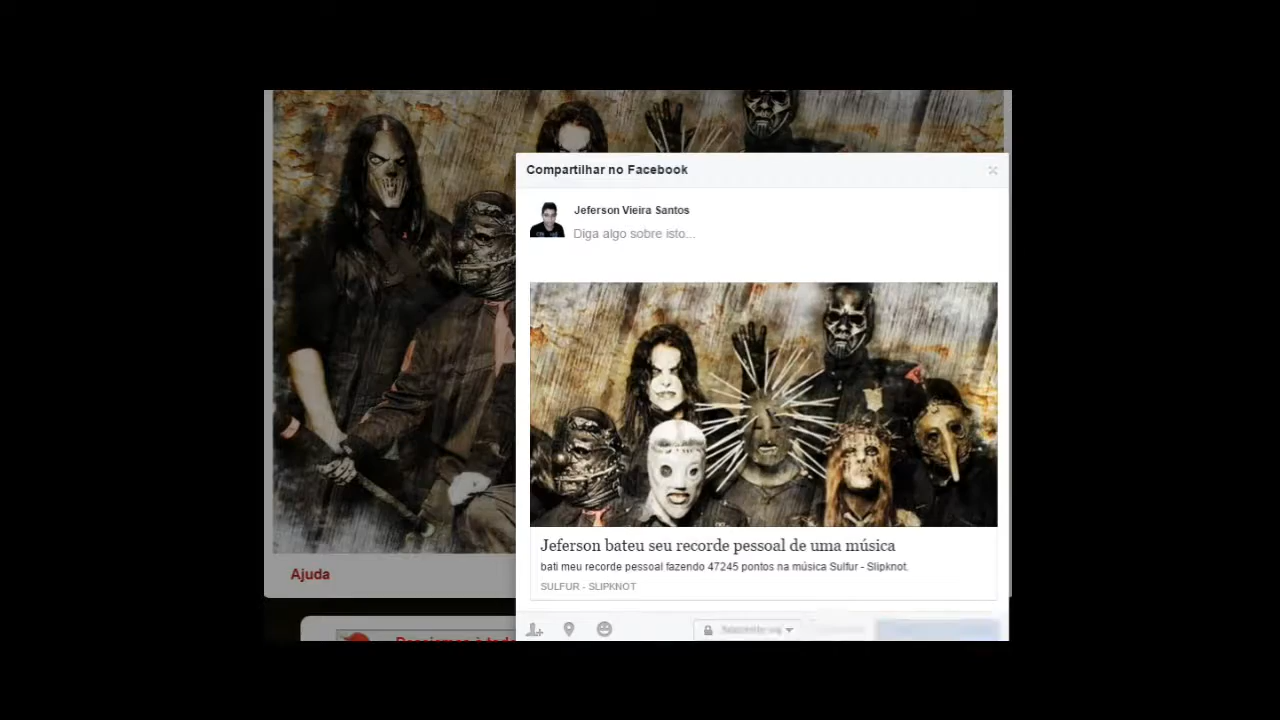 Compartilhar no Facebook
Jeferson Vieira Santos
Diga algo sobre isto...
Jeferson bateu seu recorde pessoal de uma música
bati meu recorde pessoal fazendo 47245 pontos na música Sulfur - Slipknot.
SULFUR - SLIPKNOT
Ajuda